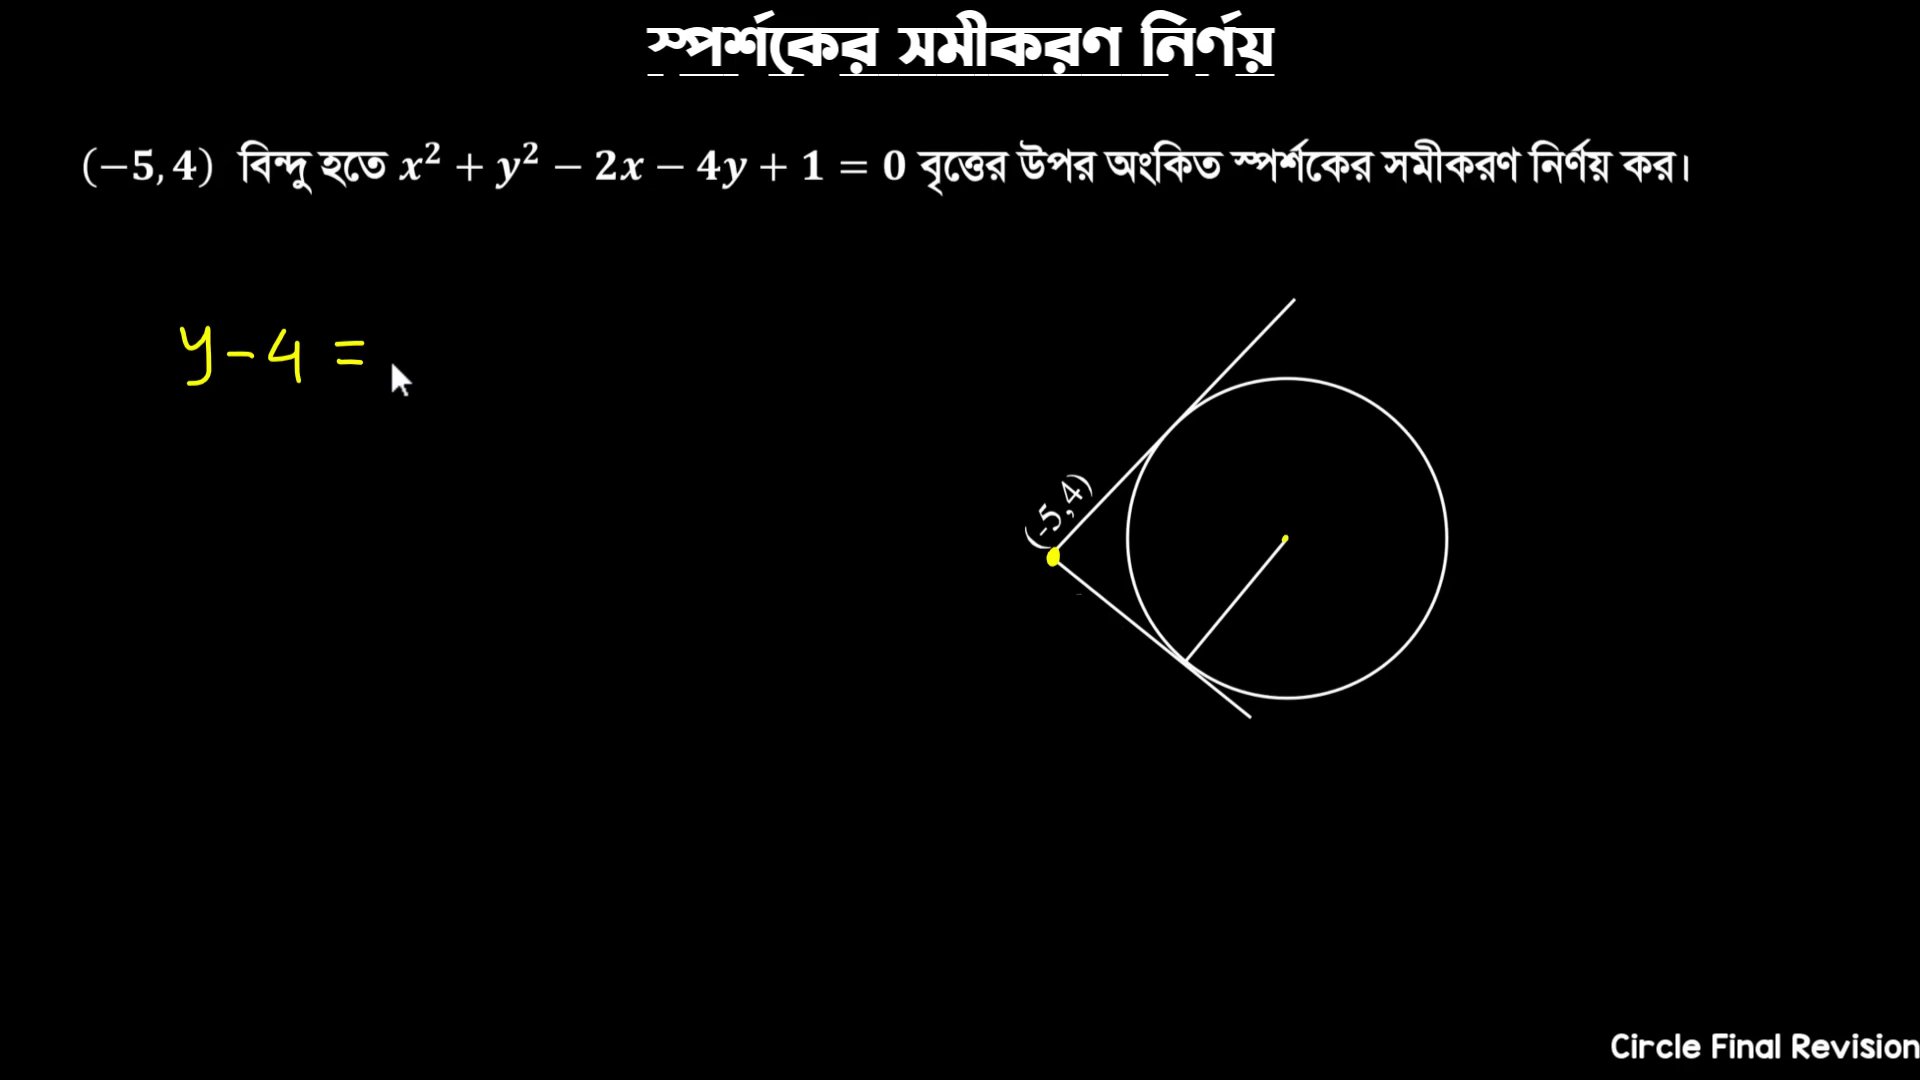 স্পর্শকের সমীকরণ নির্ণয়
(−5, 4) বিন্দু হতে x² + y² − 2x − 4y + 1 = 0 বৃত্তের উপর অংকিত স্পর্শকের সমীকরণ নির্ণয় কর।
y - 4 =
(-5,4)
Circle Final Revision